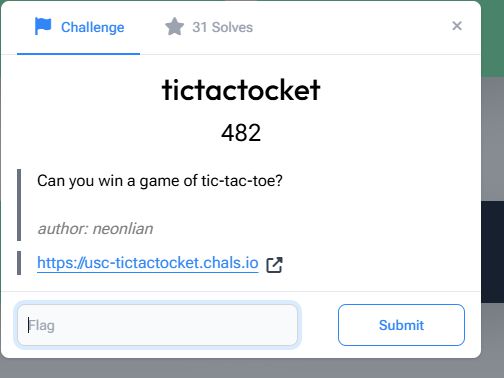 Challenge
31 Solves
×
tictactocket
482
Can you win a game of tic-tac-toe?
author: neonlian
https://usc-tictactocket.chals.io
Flag
Submit